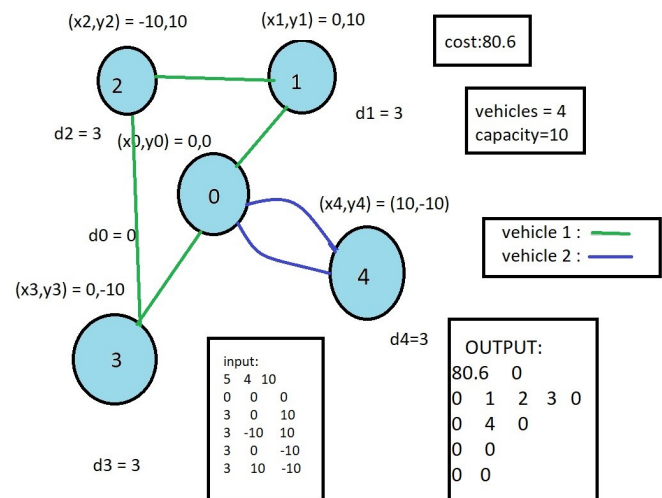 (x2,y2) = -10,10
(x1,y1) = 0,10
cost:80.6
2
1
d1 = 3
vehicles = 4
capacity=10
d2 = 3
(x0,y0) = 0,0
0
(x4,y4) = (10,-10)
d0 = 0
vehicle 1 :
vehicle 2 :
4
(x3,y3) = 0,-10
d4=3
3
d3 = 3
input:
5 4 10
0 0 0
3 0 10
3 -10 10
3 0 -10
3 10 -10
OUTPUT:
80.6 0
0 1 2 3 0
0 4 0
0 0
0 0